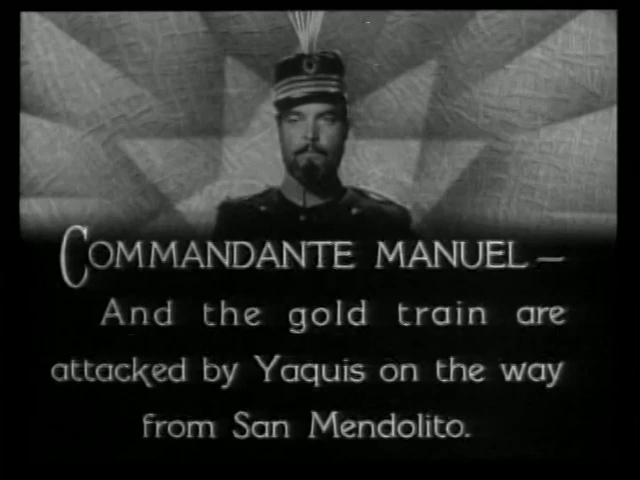 COMMANDANTE MANUEL —
And the gold train are
attacked by Yaquis on the way
from San Mendolito.